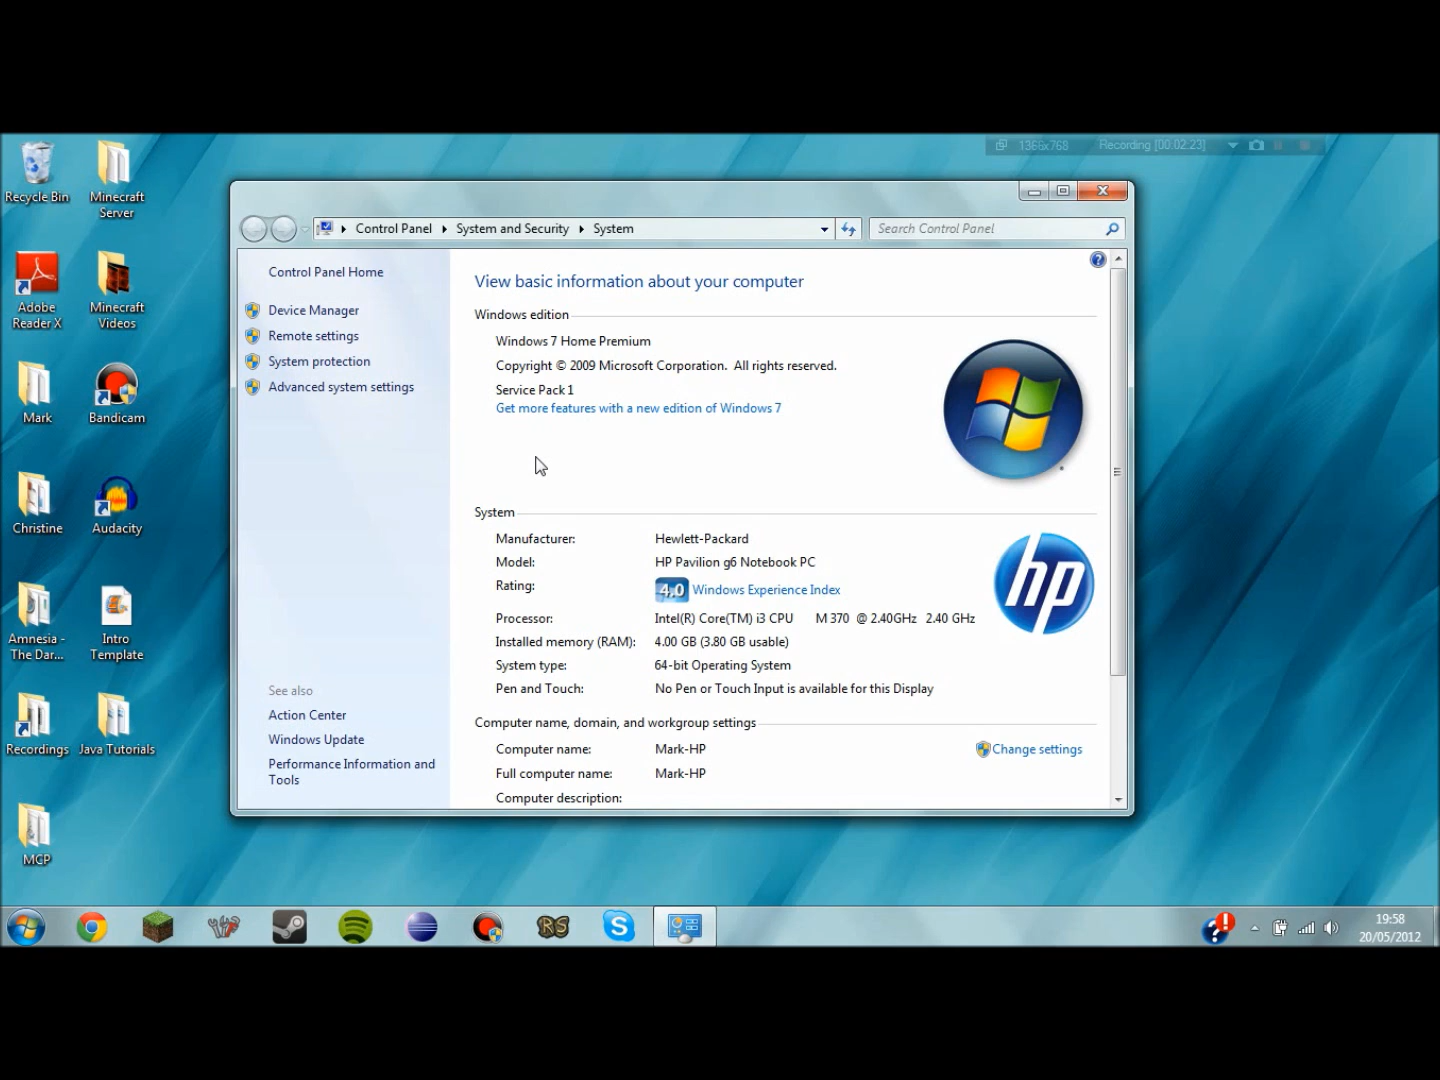 1366x768 Recording [00:02:23]
Recycle Bin
Minecraft
Server
Adobe
Reader X
Minecraft
Videos
Mark
Bandicam
Christine
Audacity
Amnesia -
The Dar...
Intro
Template
Recordings
Java Tutorials
MCP
Control Panel System and Security System
Search Control Panel
Control Panel Home
Device Manager
Remote settings
System protection
Advanced system settings
See also
Action Center
Windows Update
Performance Information and
Tools
View basic information about your computer
Windows edition
Windows 7 Home Premium
Copyright © 2009 Microsoft Corporation. All rights reserved.
Service Pack 1
Get more features with a new edition of Windows 7
System
Manufacturer: Hewlett-Packard
Model: HP Pavilion g6 Notebook PC
Rating: 4,0 Windows Experience Index
Processor: Intel(R) Core(TM) i3 CPU M 370 @ 2.40GHz 2.40 GHz
Installed memory (RAM): 4.00 GB (3.80 GB usable)
System type: 64-bit Operating System
Pen and Touch: No Pen or Touch Input is available for this Display
hp
Computer name, domain, and workgroup settings
Computer name: Mark-HP
Change settings
Full computer name: Mark-HP
Computer description:
RS
S
19:58
20/05/2012